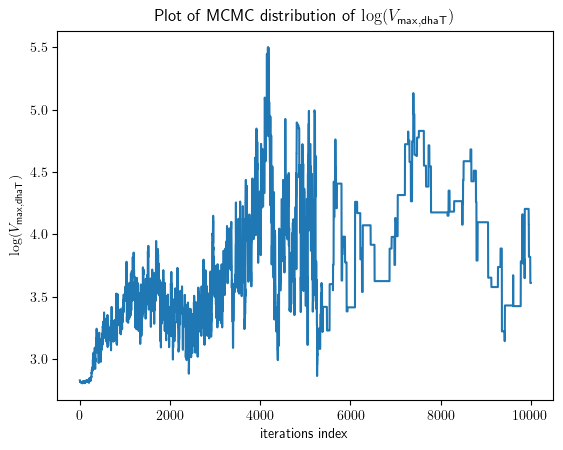 Plot of MCMC distribution of log(V_max,dhaT)
log(V_max,dhaT)
5.5
5.0
4.5
4.0
3.5
3.0
0 2000 4000 6000 8000 10000
iterations index